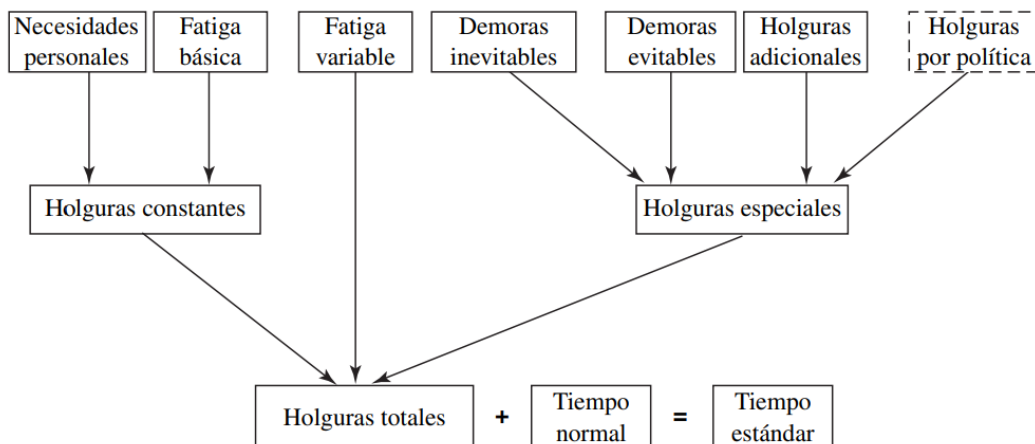 Necesidades
personales
Fatiga
básica
Fatiga
variable
Demoras
inevitables
Demoras
evitables
Holguras
adicionales
Holguras
por política
Holguras constantes
Holguras especiales
Holguras totales
+
Tiempo
normal
=
Tiempo
estándar